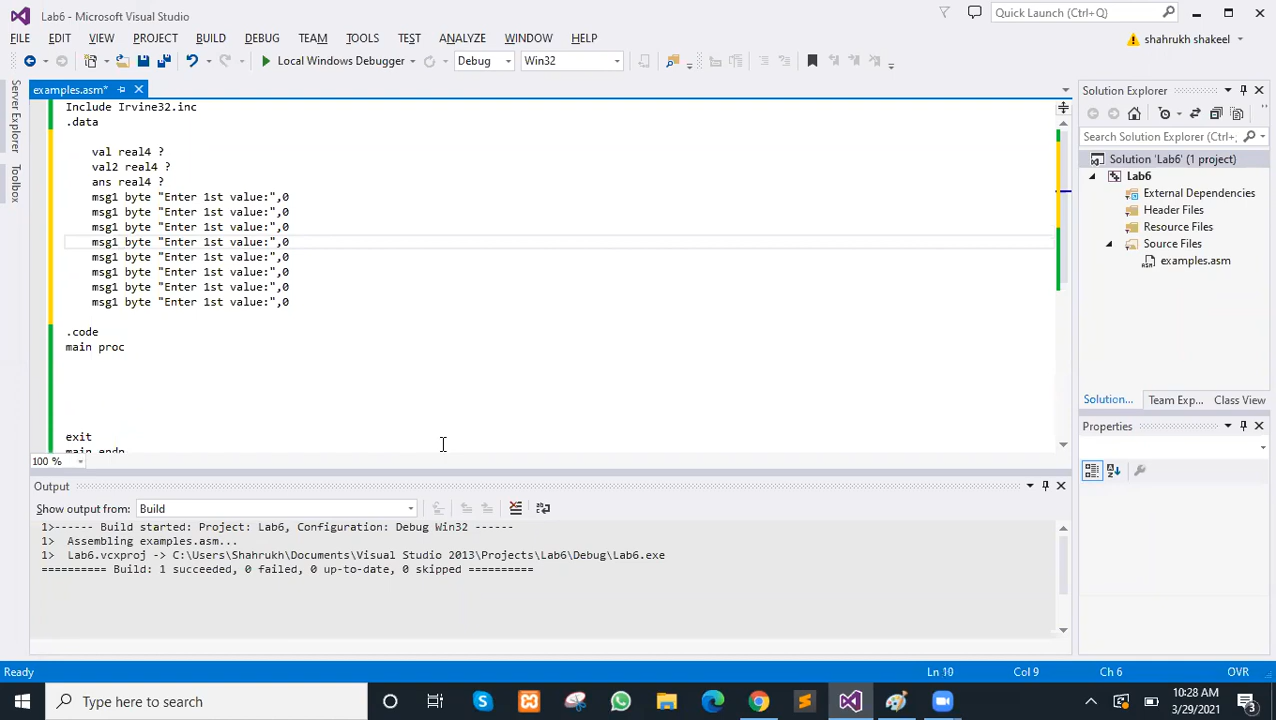 Lab6 - Microsoft Visual Studio
Quick Launch (Ctrl+Q)
FILE EDIT VIEW PROJECT BUILD DEBUG TEAM TOOLS TEST ANALYZE WINDOW HELP
shahrukh shakeel
Local Windows Debugger
Debug
Win32
Server Explorer
Toolbox
examples.asm*
Include Irvine32.inc
.data
val real4 ?
val2 real4 ?
ans real4 ?
msg1 byte "Enter 1st value:",0
msg1 byte "Enter 1st value:",0
msg1 byte "Enter 1st value:",0
msg1 byte "Enter 1st value:",0
msg1 byte "Enter 1st value:",0
msg1 byte "Enter 1st value:",0
msg1 byte "Enter 1st value:",0
msg1 byte "Enter 1st value:",0
.code
main proc
exit
main endp
100 %
Solution Explorer
Search Solution Explorer (Ctrl+
Solution 'Lab6' (1 project)
Lab6
External Dependencies
Header Files
Resource Files
Source Files
examples.asm
Solution... Team Exp... Class View
Properties
Output
Show output from: Build
1>------ Build started: Project: Lab6, Configuration: Debug Win32 ------
1>  Assembling examples.asm...
1>  Lab6.vcxproj -> C:\Users\Shahrukh\Documents\Visual Studio 2013\Projects\Lab6\Debug\Lab6.exe
========== Build: 1 succeeded, 0 failed, 0 up-to-date, 0 skipped ==========
Ready
Ln 10
Col 9
Ch 6
OVR
Type here to search
10:28 AM
3/29/2021
3